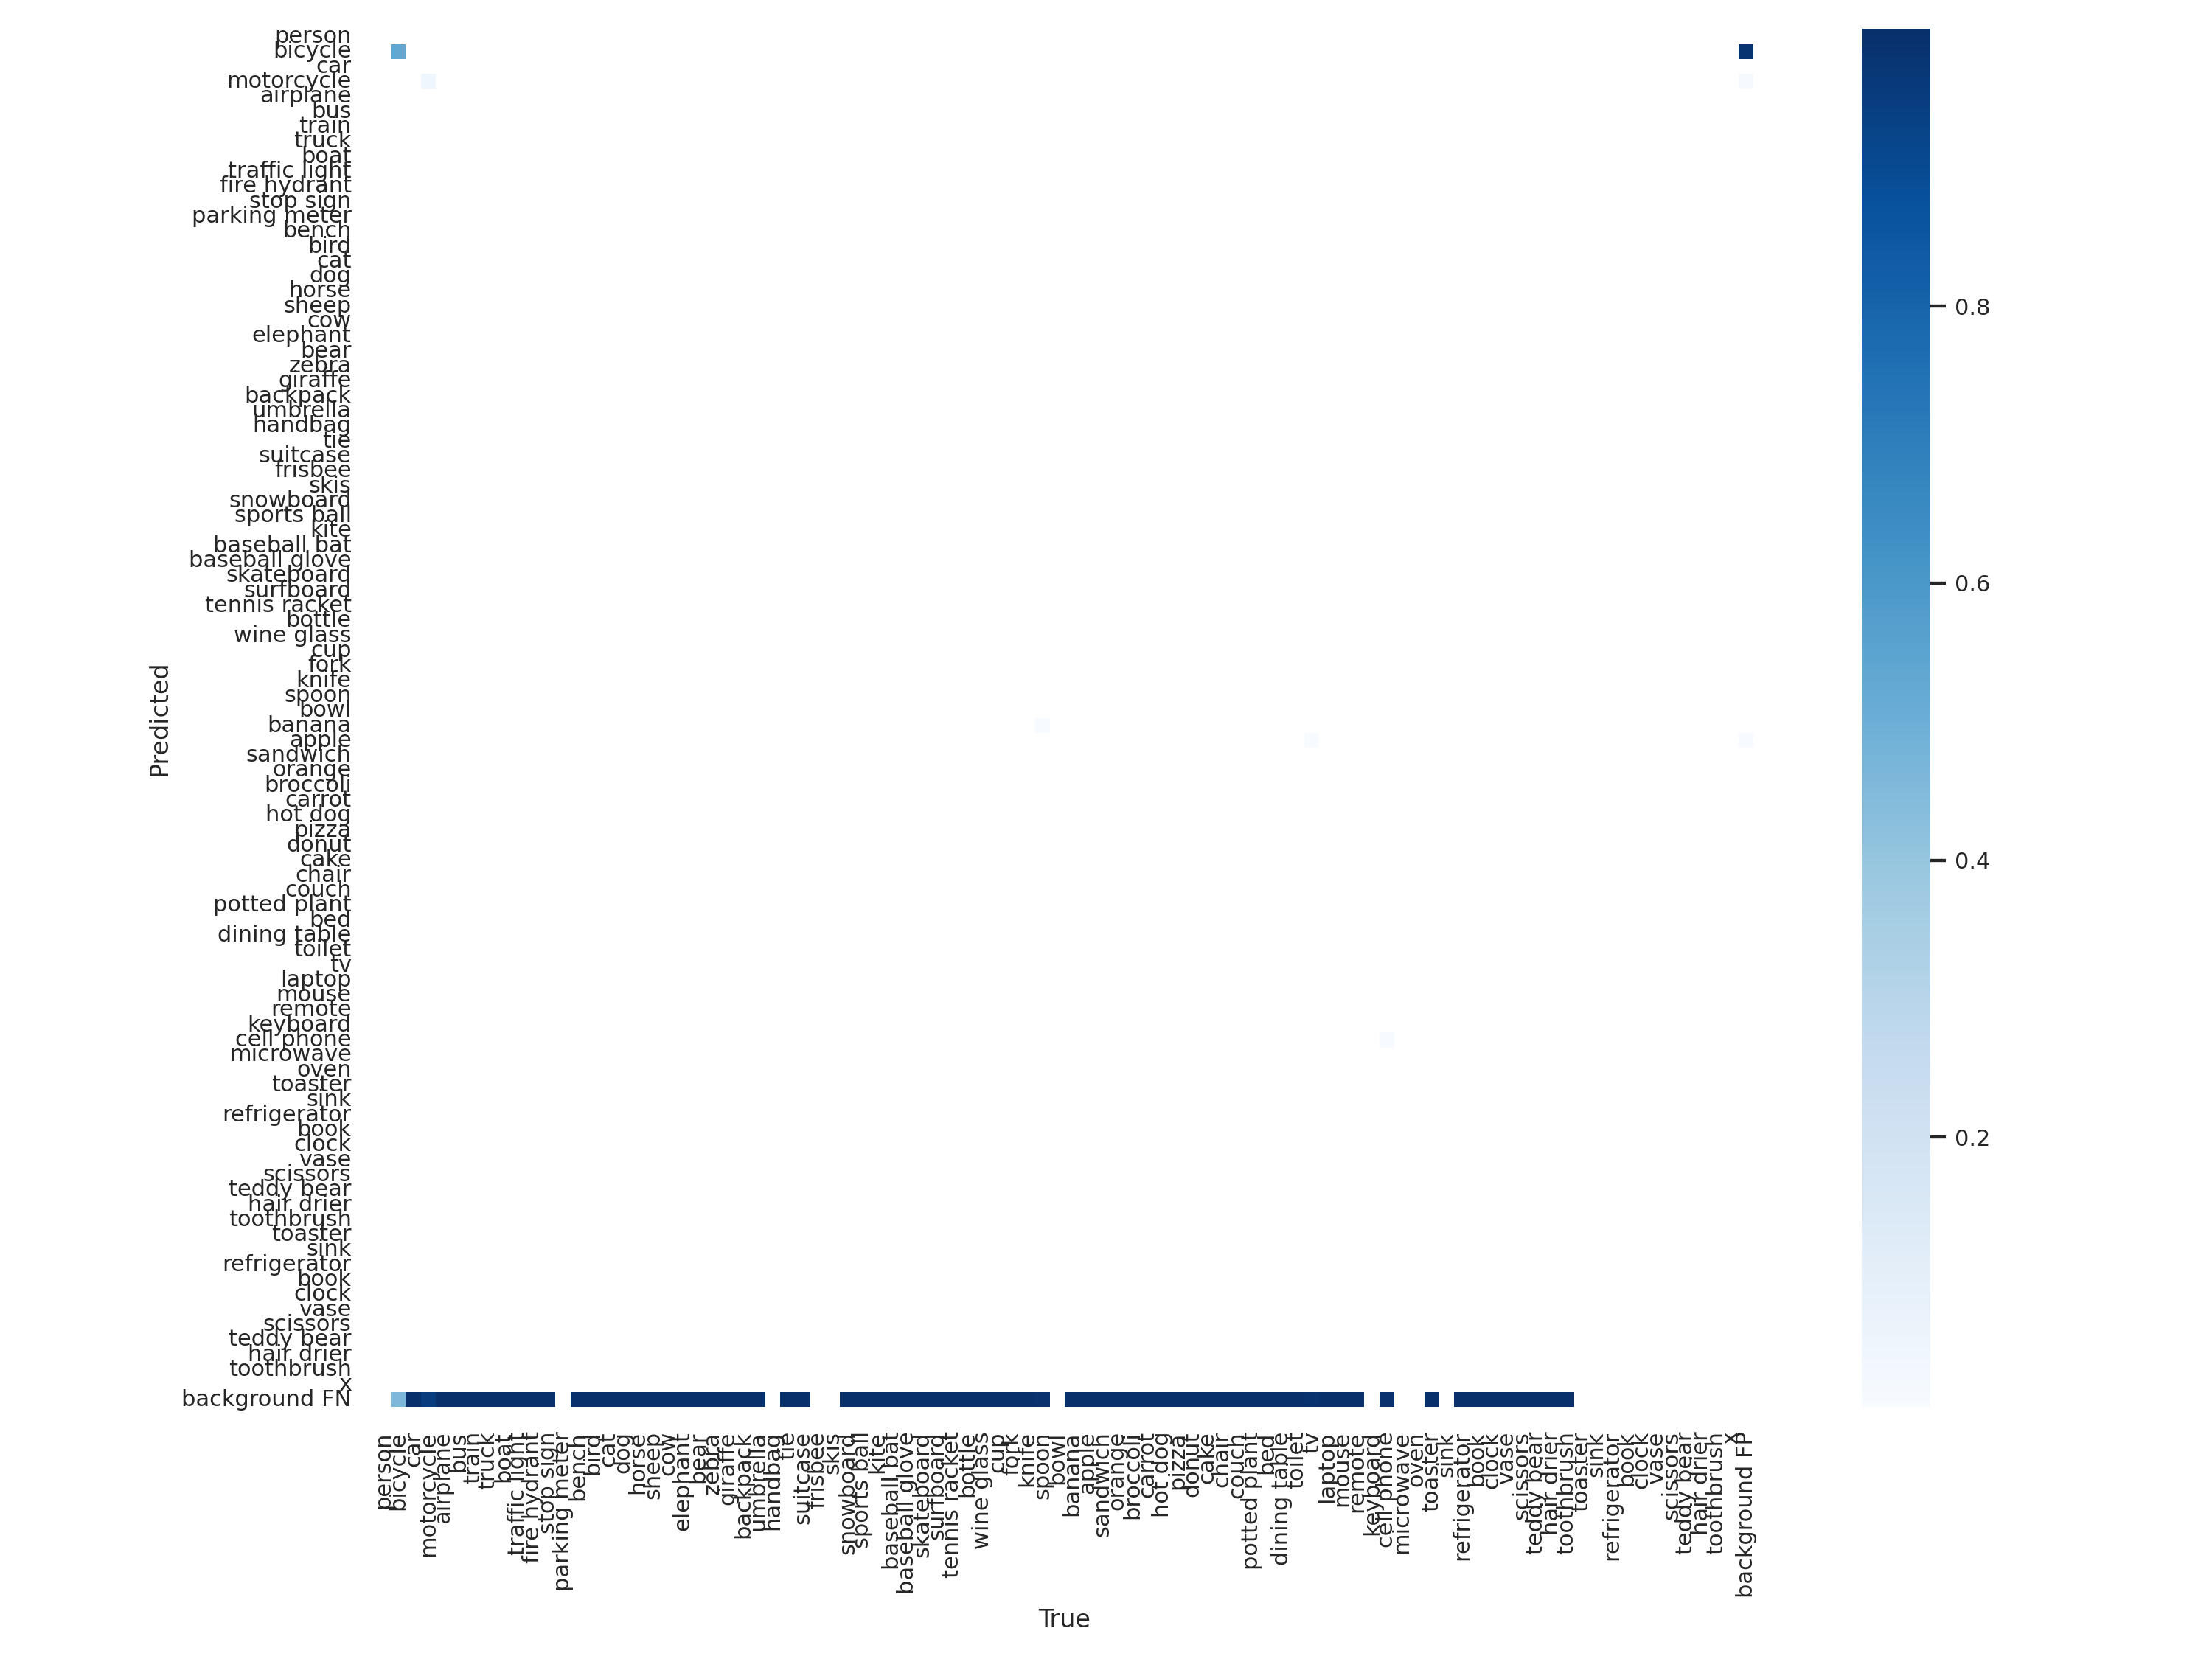 person
bicycle
car
motorcycle
airplane
bus
train
truck
boat
traffic light
fire hydrant
stop sign
parking meter
bench
bird
cat
dog
horse
sheep
cow
elephant
bear
zebra
giraffe
backpack
umbrella
handbag
tie
suitcase
frisbee
skis
snowboard
sports ball
kite
baseball bat
baseball glove
skateboard
surfboard
tennis racket
bottle
wine glass
cup
fork
knife
spoon
bowl
banana
apple
sandwich
orange
broccoli
carrot
hot dog
pizza
donut
cake
chair
couch
potted plant
bed
dining table
toilet
tv
laptop
mouse
remote
keyboard
cell phone
microwave
oven
toaster
sink
refrigerator
book
clock
vase
scissors
teddy bear
hair drier
toothbrush
toaster
sink
refrigerator
book
clock
vase
scissors
teddy bear
hair drier
toothbrush
x
background FN
Predicted
person
bicycle
car
motorcycle
airplane
bus
train
truck
boat
traffic light
fire hydrant
stop sign
parking meter
bench
bird
cat
dog
horse
sheep
cow
elephant
bear
zebra
giraffe
backpack
umbrella
handbag
tie
suitcase
frisbee
skis
snowboard
sports ball
kite
baseball bat
baseball glove
skateboard
surfboard
tennis racket
bottle
wine glass
cup
fork
knife
spoon
bowl
banana
apple
sandwich
orange
broccoli
carrot
hot dog
pizza
donut
cake
chair
couch
potted plant
bed
dining table
toilet
tv
laptop
mouse
remote
keyboard
cell phone
microwave
oven
toaster
sink
refrigerator
book
clock
vase
scissors
teddy bear
hair drier
toothbrush
toaster
sink
refrigerator
book
clock
vase
scissors
teddy bear
hair drier
toothbrush
x
background FP
True
0.8
0.6
0.4
0.2